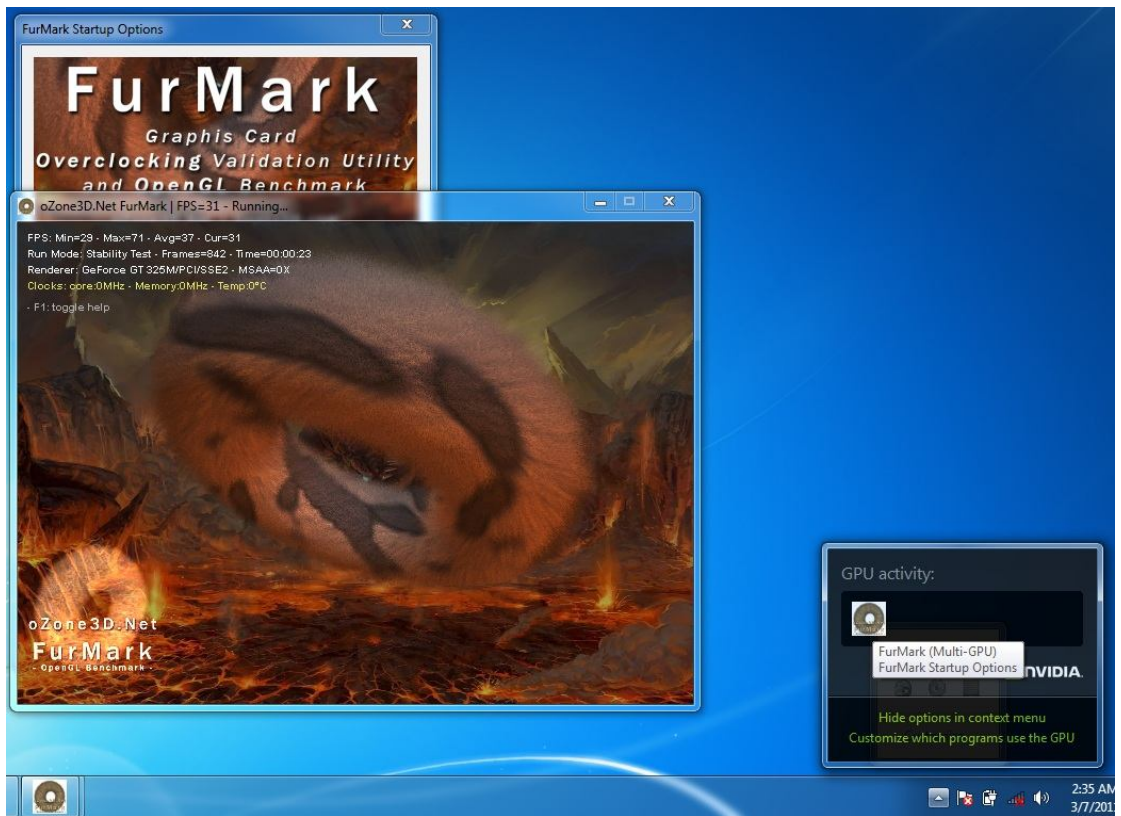 FurMark Startup Options
FurMark
Graphis Card
Overclocking Validation Utility
and OpenGL Benchmark
oZone3D.Net FurMark | FPS=31 - Running...
FPS: Min=29 - Max=71 - Avg=37 - Cur=31
Run Mode: Stability Test - Frames=842 - Time=00:00:23
Renderer: GeForce GT 325M/PCI/SSE2 - MSAA=0X
Clocks: core:0MHz - Memory:0MHz - Temp:0°C
- F1: toggle help
oZone3D.Net
FurMark
- OpenGL Benchmark -
GPU activity:
FurMark (Multi-GPU)
FurMark Startup Options
NVIDIA.
Hide options in context menu
Customize which programs use the GPU
2:35 AM